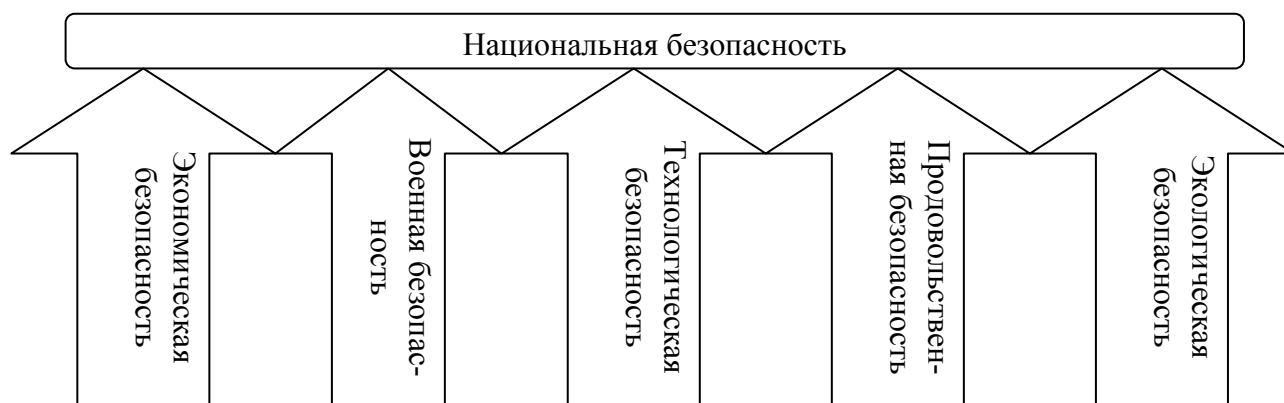 Национальная безопасность
Экономическая
безопасность
Военная безопас-
ность
Технологическая
безопасность
Продовольствен-
ная безопасность
Экологическая
безопасность